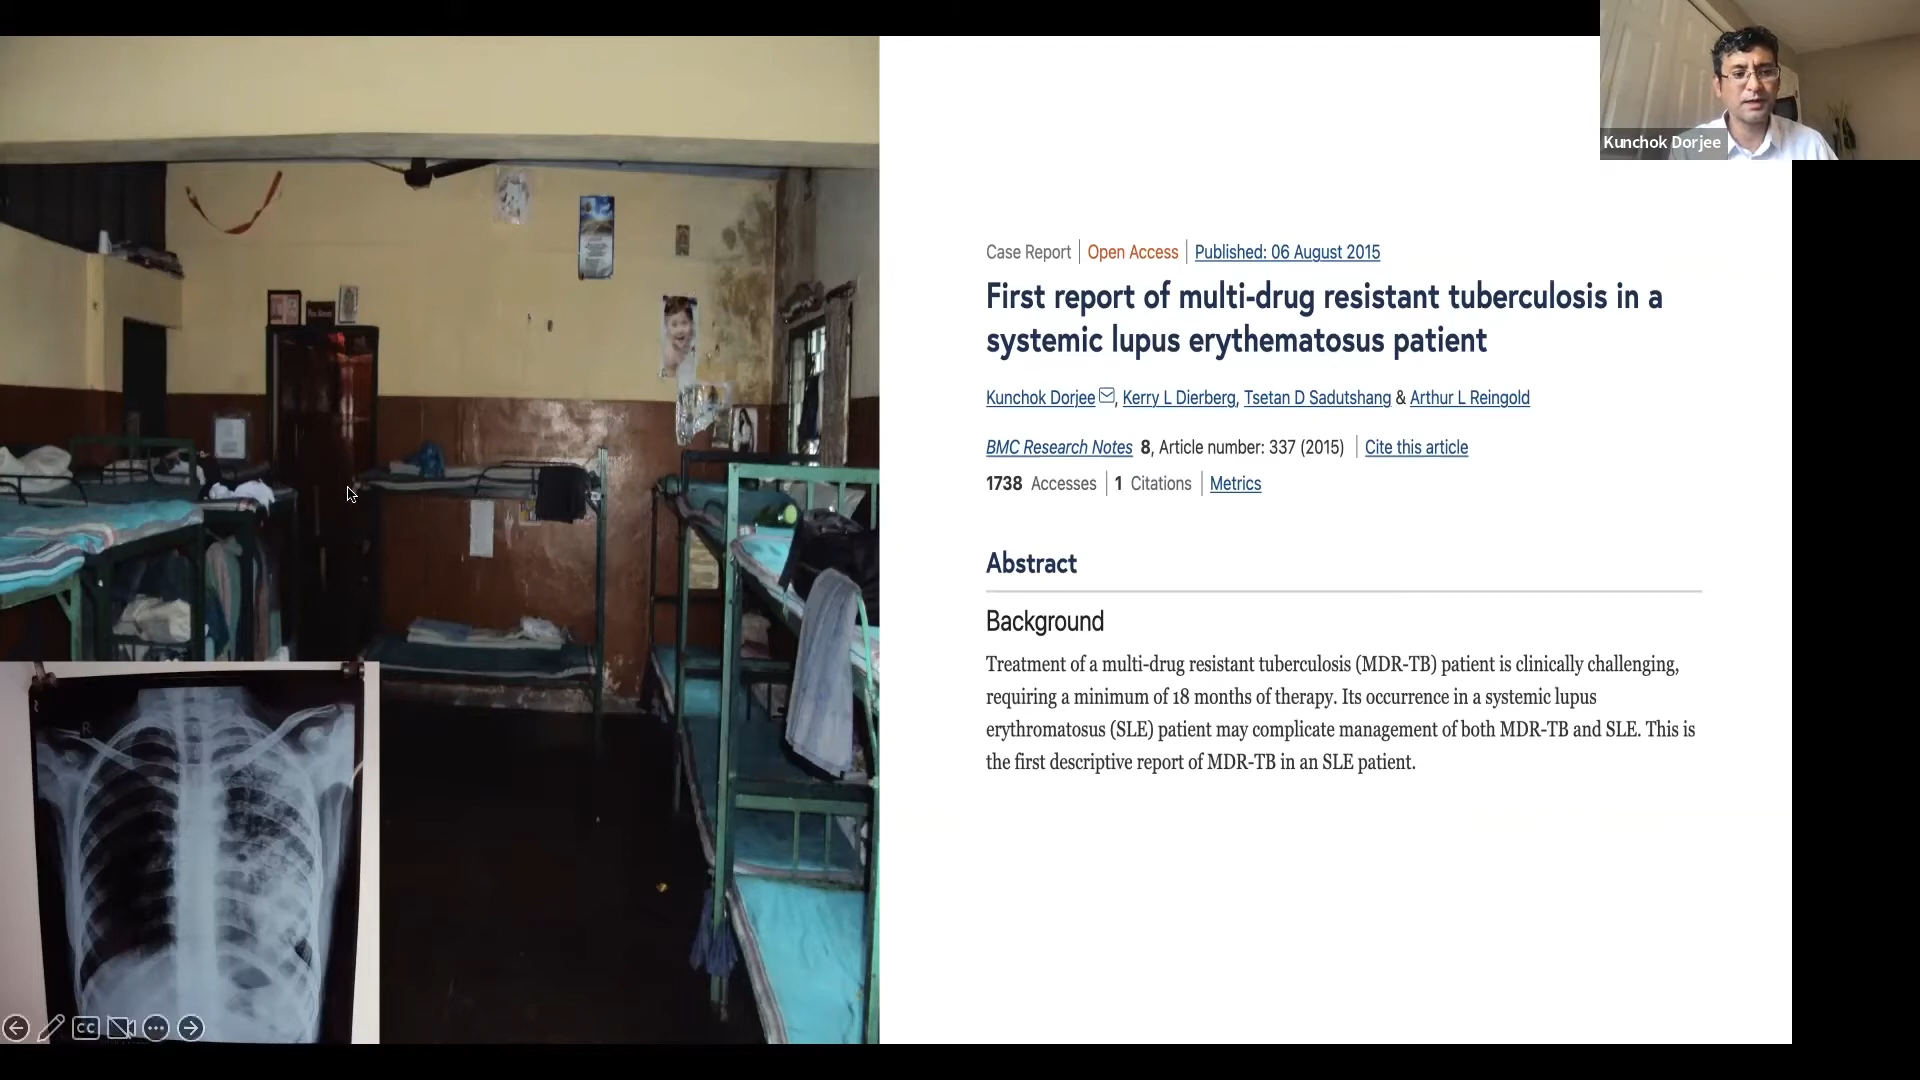 Kunchok Dorjee
Case Report | Open Access | Published: 06 August 2015
First report of multi-drug resistant tuberculosis in a
systemic lupus erythematosus patient
Kunchok Dorjee, Kerry L Dierberg, Tsetan D Sadutshang & Arthur L Reingold
BMC Research Notes 8, Article number: 337 (2015) | Cite this article
1738 Accesses | 1 Citations | Metrics
Abstract
Background
Treatment of a multi-drug resistant tuberculosis (MDR-TB) patient is clinically challenging,
requiring a minimum of 18 months of therapy. Its occurrence in a systemic lupus
erythromatosus (SLE) patient may complicate management of both MDR-TB and SLE. This is
the first descriptive report of MDR-TB in an SLE patient.
R
CC